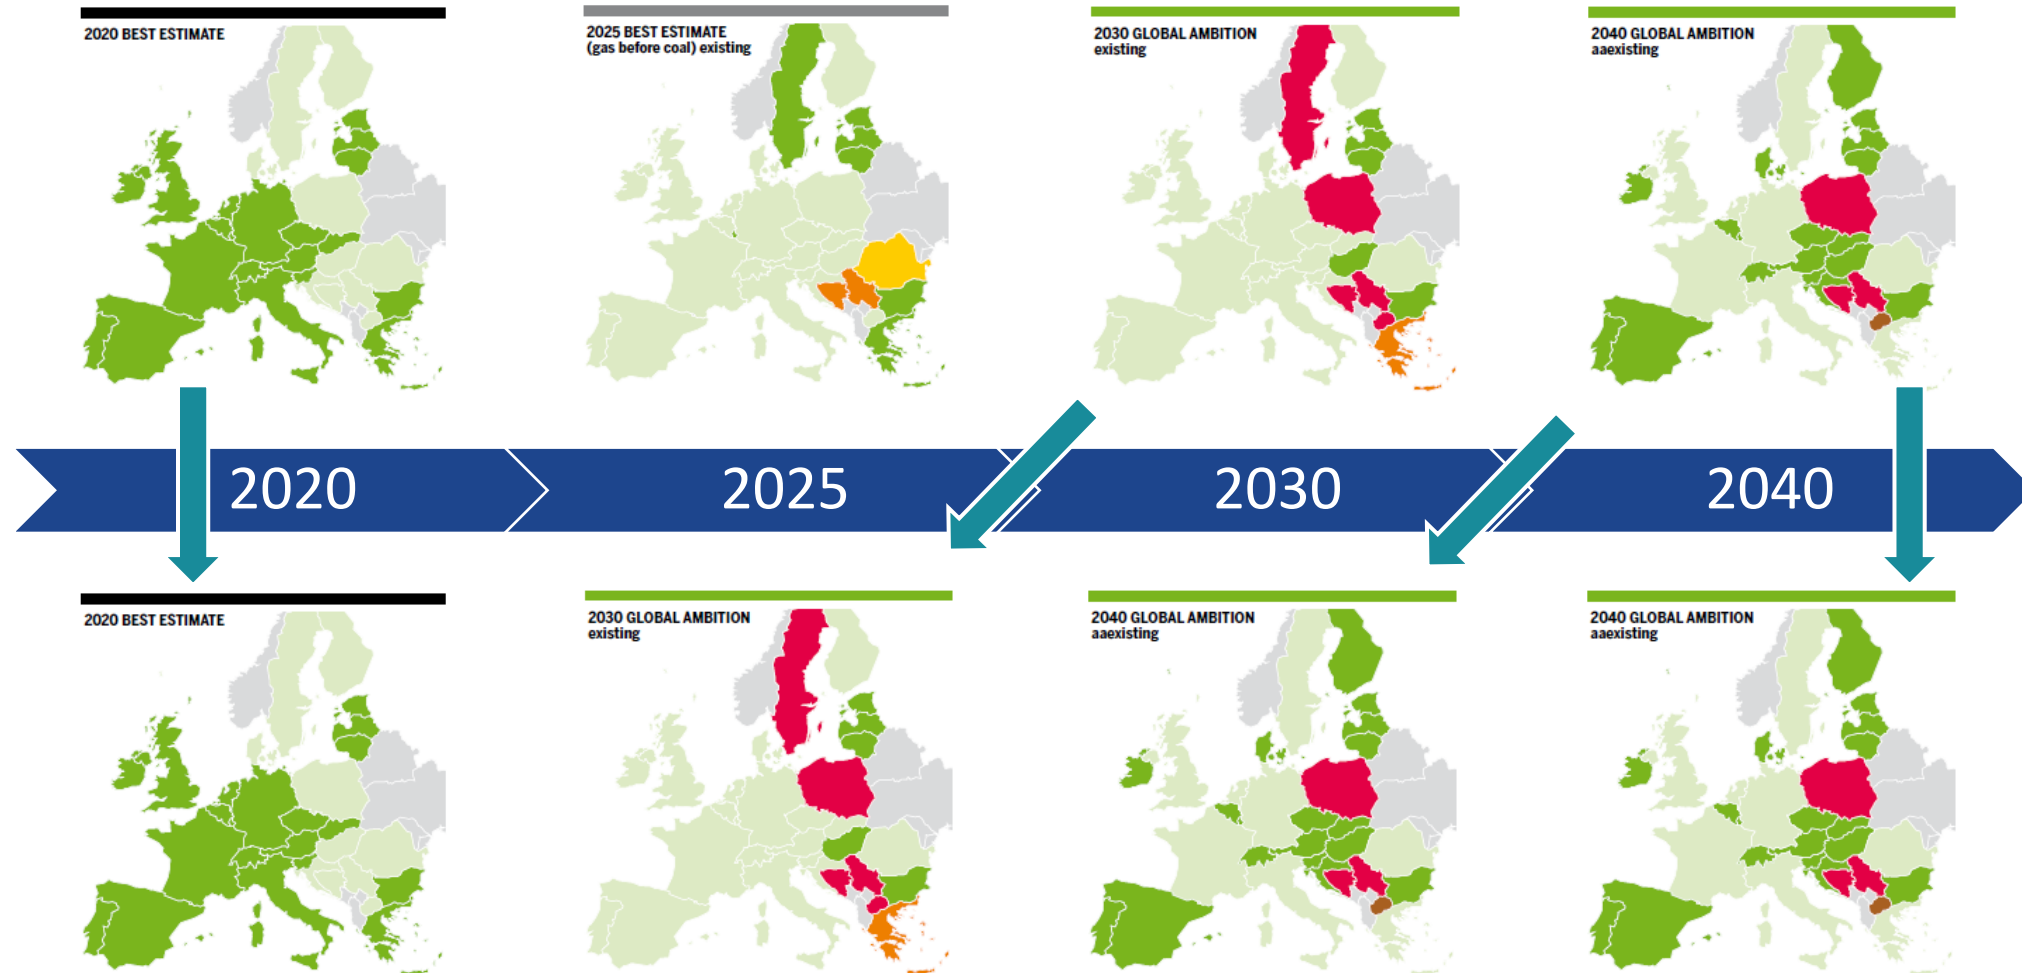 2020 BEST ESTIMATE
2025 BEST ESTIMATE
(gas before coal) existing
2030 GLOBAL AMBITION
existing
2040 GLOBAL AMBITION
aaexisting
2020
2025
2030
2040
2020 BEST ESTIMATE
2030 GLOBAL AMBITION
existing
2040 GLOBAL AMBITION
aaexisting
2040 GLOBAL AMBITION
aaexisting